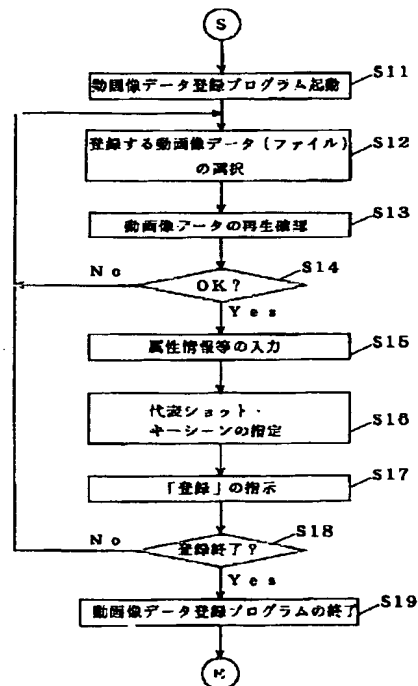 S
動画像データ登録プログラム起動
S11
登録する動画像データ(ファイル)
の選択
S12
動画像データの再生確認
S13
OK?
S14
No
Yes
属性情報等の入力
S15
代表ショット・
キーシーンの指定
S16
「登録」の指示
S17
登録終了?
S18
No
Yes
動画像データ登録プログラムの終了
S19
E